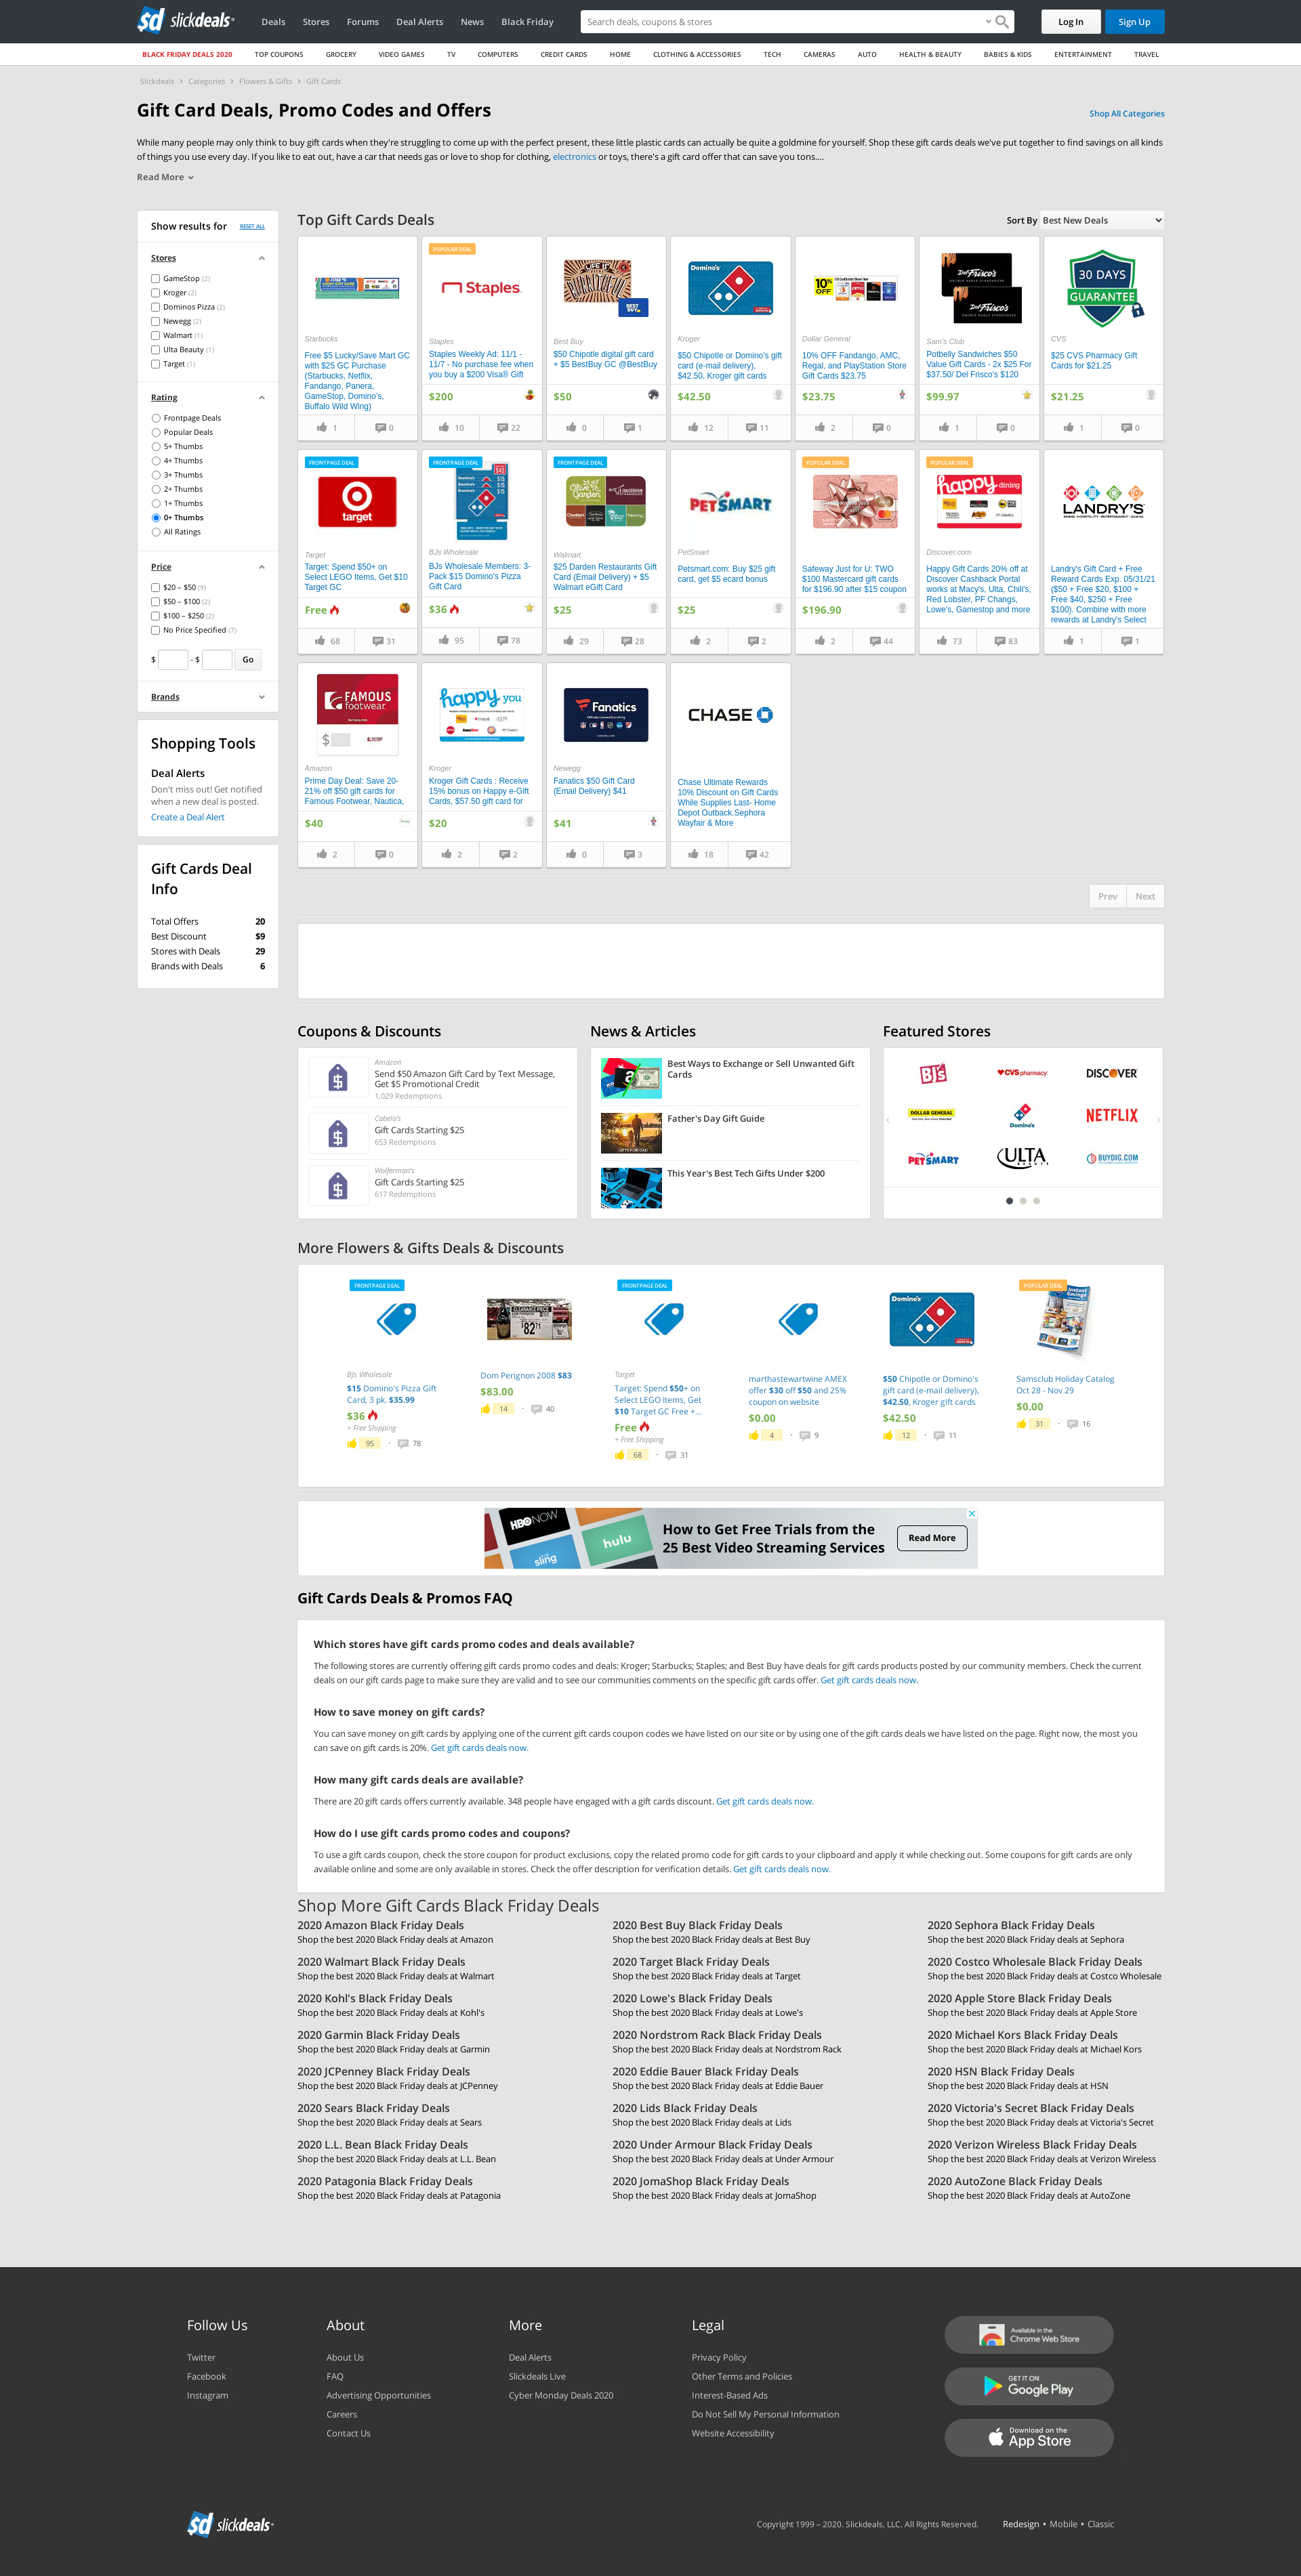 slickdeals
Deals
Stores
Forums
Deal Alerts
News
Black Friday
Search deals, coupons & stores
Log In
Sign Up
BLACK FRIDAY DEALS 2020
TOP COUPONS
GROCERY
VIDEO GAMES
TV
COMPUTERS
CREDIT CARDS
HOME
CLOTHING & ACCESSORIES
TECH
CAMERAS
AUTO
HEALTH & BEAUTY
BABIES & KIDS
ENTERTAINMENT
TRAVEL
Slickdeals > Categories > Flowers & Gifts > Gift Cards
Gift Card Deals, Promo Codes and Offers
Shop All Categories
While many people may only think to buy gift cards when they're struggling to come up with the perfect present, these little plastic cards can actually be quite a goldmine for yourself. Shop these gift cards deals we've put together to find savings on all kinds
of things you use every day. If you like to eat out, have a car that needs gas or love to shop for clothing, electronics or toys, there's a gift card offer that can save you tons....
Read More
Show results for
RESET ALL
Stores
GameStop (2)
Kroger (2)
Dominos Pizza (2)
Newegg (2)
Walmart (1)
Ulta Beauty (1)
Target (1)
Rating
Frontpage Deals
Popular Deals
5+ Thumbs
4+ Thumbs
3+ Thumbs
2+ Thumbs
1+ Thumbs
0+ Thumbs
All Ratings
Price
$20 – $50 (9)
$50 – $100 (2)
$100 – $250 (2)
No Price Specified (7)
$ - $ Go
Brands
Shopping Tools
Deal Alerts
Don't miss out! Get notified
when a new deal is posted.
Create a Deal Alert
Gift Cards Deal
Info
Total Offers 20
Best Discount $9
Stores with Deals 29
Brands with Deals 6
Top Gift Cards Deals
Sort By Best New Deals
Starbucks
Free $5 Lucky/Save Mart GC
with $25 GC Purchase
(Starbucks, Netflix,
Fandango, Panera,
GameStop, Domino's,
Buffalo Wild Wing)
1 0
POPULAR DEAL
Staples
Staples
Staples Weekly Ad: 11/1 -
11/7 - No purchase fee when
you buy a $200 Visa® Gift
$200
10 22
BEST BUY
Best Buy
$50 Chipotle digital gift card
+ $5 BestBuy GC @BestBuy
$50
0 1
Domino's
Kroger
$50 Chipotle or Domino's gift
card (e-mail delivery),
$42.50, Kroger gift cards
$42.50
12 11
10% OFF
Dollar General
10% OFF Fandango, AMC,
Regal, and PlayStation Store
Gift Cards $23.75
$23.75
2 0
Del Frisco's
Del Frisco's
Sam's Club
Potbelly Sandwiches $50
Value Gift Cards - 2x $25 For
$37.50/ Del Frisco's $120
$99.97
1 0
30 DAYS
GUARANTEE
CVS
$25 CVS Pharmacy Gift
Cards for $21.25
$21.25
1 0
FRONTPAGE DEAL
target
Target
Target: Spend $50+ on
Select LEGO Items, Get $10
Target GC
Free
68 31
FRONTPAGE DEAL
BJs Wholesale
BJs Wholesale Members: 3-
Pack $15 Domino's Pizza
Gift Card
$36
95 78
FRONTPAGE DEAL
Olive Garden
Walmart
$25 Darden Restaurants Gift
Card (Email Delivery) + $5
Walmart eGift Card
$25
29 28
PETSMART
PetSmart
Petsmart.com: Buy $25 gift
card, get $5 ecard bonus
$25
2 2
POPULAR DEAL
Safeway Just for U: TWO
$100 Mastercard gift cards
for $196.90 after $15 coupon
$196.90
2 44
POPULAR DEAL
happy dining
Discover.com
Happy Gift Cards 20% off at
Discover Cashback Portal
works at Macy's, Ulta, Chili's,
Red Lobster, PF Changs,
Lowe's, Gamestop and more
73 83
LANDRY'S
Landry's Gift Card + Free
Reward Cards Exp. 05/31/21
($50 + Free $20, $100 +
Free $40, $250 + Free
$100). Combine with more
rewards at Landry's Select
1 1
FAMOUS
footwear
$
Amazon
Prime Day Deal: Save 20-
21% off $50 gift cards for
Famous Footwear, Nautica,
$40
2 0
happy you
Kroger
Kroger Gift Cards : Receive
15% bonus on Happy e-Gift
Cards, $57.50 gift card for
$20
2 2
Fanatics
Newegg
Fanatics $50 Gift Card
(Email Delivery) $41
$41
0 3
CHASE
Chase Ultimate Rewards
10% Discount on Gift Cards
While Supplies Last- Home
Depot Outback.Sephora
Wayfair & More
18 42
Prev Next
Coupons & Discounts
Amazon
Send $50 Amazon Gift Card by Text Message,
Get $5 Promotional Credit
1,029 Redemptions
Cabela's
Gift Cards Starting $25
653 Redemptions
Wolferman's
Gift Cards Starting $25
617 Redemptions
News & Articles
Best Ways to Exchange or Sell Unwanted Gift
Cards
GIFTS FOR DAD
Father's Day Gift Guide
This Year's Best Tech Gifts Under $200
Featured Stores
BJ's
CVS pharmacy
DISCOVER
DOLLAR GENERAL
Domino's
NETFLIX
PETSMART
ULTA
BEAUTY
BUYDIG.COM
More Flowers & Gifts Deals & Discounts
FRONTPAGE DEAL
BJs Wholesale
$15 Domino's Pizza Gift
Card, 3 pk. $35.99
$36
+ Free Shipping
95 · 78
CLEARANCE PRICE
82 71
Dom Perignon 2008 $83
$83.00
14 · 40
FRONTPAGE DEAL
Target
Target: Spend $50+ on
Select LEGO Items, Get
$10 Target GC Free +...
Free
+ Free Shipping
68 · 31
marthastewartwine AMEX
offer $30 off $50 and 25%
coupon on website
$0.00
4 · 9
Domino's
$50 Chipotle or Domino's
gift card (e-mail delivery),
$42.50, Kroger gift cards
$42.50
12 · 11
POPULAR DEAL
Instant
Savings
Samsclub Holiday Catalog
Oct 28 - Nov 29
$0.00
31 · 16
HBO NOW
sling
hulu
How to Get Free Trials from the
25 Best Video Streaming Services
Read More
Gift Cards Deals & Promos FAQ
Which stores have gift cards promo codes and deals available?
The following stores are currently offering gift cards promo codes and deals: Kroger; Starbucks; Staples; and Best Buy have deals for gift cards products posted by our community members. Check the current
deals on our gift cards page to make sure they are valid and to see our communities comments on the specific gift cards offer. Get gift cards deals now.
How to save money on gift cards?
You can save money on gift cards by applying one of the current gift cards coupon codes we have listed on our site or by using one of the gift cards deals we have listed on the page. Right now, the most you
can save on gift cards is 20%. Get gift cards deals now.
How many gift cards deals are available?
There are 20 gift cards offers currently available. 348 people have engaged with a gift cards discount. Get gift cards deals now.
How do I use gift cards promo codes and coupons?
To use a gift cards coupon, check the store coupon for product exclusions, copy the related promo code for gift cards to your clipboard and apply it while checking out. Some coupons for gift cards are only
available online and some are only available in stores. Check the offer description for verification details. Get gift cards deals now.
Shop More Gift Cards Black Friday Deals
2020 Amazon Black Friday Deals
Shop the best 2020 Black Friday deals at Amazon
2020 Best Buy Black Friday Deals
Shop the best 2020 Black Friday deals at Best Buy
2020 Sephora Black Friday Deals
Shop the best 2020 Black Friday deals at Sephora
2020 Walmart Black Friday Deals
Shop the best 2020 Black Friday deals at Walmart
2020 Target Black Friday Deals
Shop the best 2020 Black Friday deals at Target
2020 Costco Wholesale Black Friday Deals
Shop the best 2020 Black Friday deals at Costco Wholesale
2020 Kohl's Black Friday Deals
Shop the best 2020 Black Friday deals at Kohl's
2020 Lowe's Black Friday Deals
Shop the best 2020 Black Friday deals at Lowe's
2020 Apple Store Black Friday Deals
Shop the best 2020 Black Friday deals at Apple Store
2020 Garmin Black Friday Deals
Shop the best 2020 Black Friday deals at Garmin
2020 Nordstrom Rack Black Friday Deals
Shop the best 2020 Black Friday deals at Nordstrom Rack
2020 Michael Kors Black Friday Deals
Shop the best 2020 Black Friday deals at Michael Kors
2020 JCPenney Black Friday Deals
Shop the best 2020 Black Friday deals at JCPenney
2020 Eddie Bauer Black Friday Deals
Shop the best 2020 Black Friday deals at Eddie Bauer
2020 HSN Black Friday Deals
Shop the best 2020 Black Friday deals at HSN
2020 Sears Black Friday Deals
Shop the best 2020 Black Friday deals at Sears
2020 Lids Black Friday Deals
Shop the best 2020 Black Friday deals at Lids
2020 Victoria's Secret Black Friday Deals
Shop the best 2020 Black Friday deals at Victoria's Secret
2020 L.L. Bean Black Friday Deals
Shop the best 2020 Black Friday deals at L.L. Bean
2020 Under Armour Black Friday Deals
Shop the best 2020 Black Friday deals at Under Armour
2020 Verizon Wireless Black Friday Deals
Shop the best 2020 Black Friday deals at Verizon Wireless
2020 Patagonia Black Friday Deals
Shop the best 2020 Black Friday deals at Patagonia
2020 JomaShop Black Friday Deals
Shop the best 2020 Black Friday deals at JomaShop
2020 AutoZone Black Friday Deals
Shop the best 2020 Black Friday deals at AutoZone
Follow Us
Twitter
Facebook
Instagram
About
About Us
FAQ
Advertising Opportunities
Careers
Contact Us
More
Deal Alerts
Slickdeals Live
Cyber Monday Deals 2020
Legal
Privacy Policy
Other Terms and Policies
Interest-Based Ads
Do Not Sell My Personal Information
Website Accessibility
Available in the
Chrome Web Store
GET IT ON
Google Play
Download on the
App Store
slickdeals
Copyright 1999 – 2020. Slickdeals, LLC. All Rights Reserved.
Redesign • Mobile • Classic